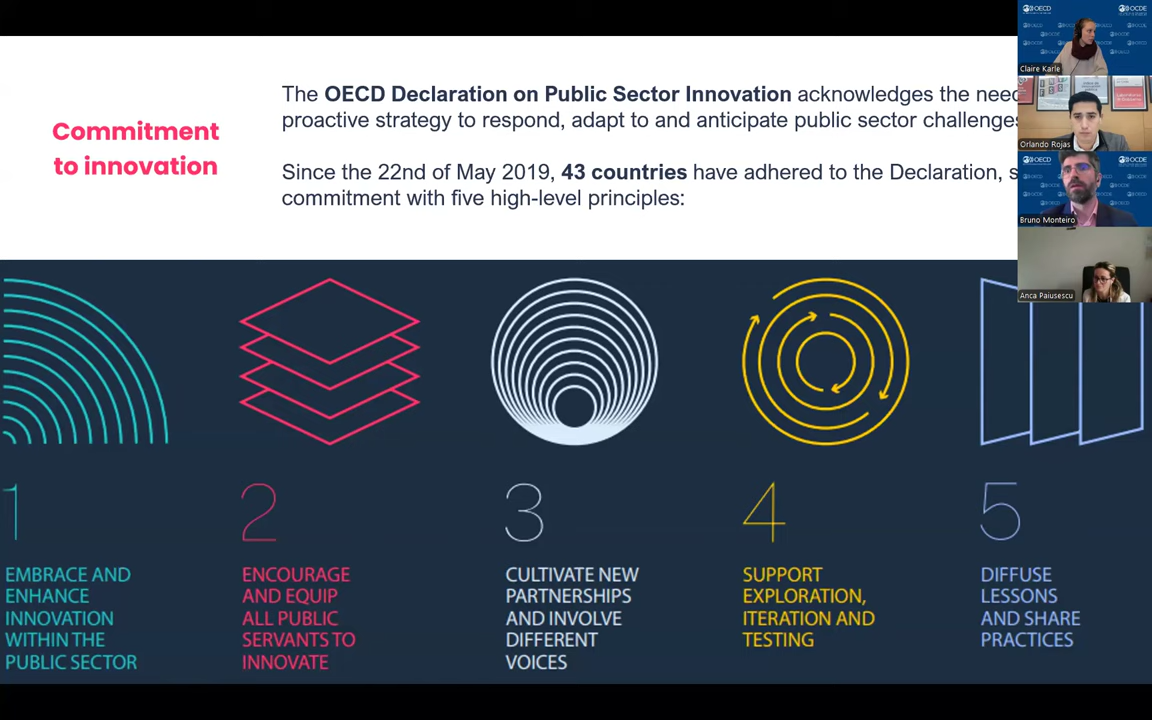 Commitment
to innovation
The OECD Declaration on Public Sector Innovation acknowledges the need
proactive strategy to respond, adapt to and anticipate public sector challenges
Since the 22nd of May 2019, 43 countries have adhered to the Declaration, s
commitment with five high-level principles:
OECD
OCDE
Claire Karle
Orlando Rojas
OECD
OCDE
Bruno Monteiro
Anca Paiusescu
1
EMBRACE AND
ENHANCE
INNOVATION
WITHIN THE
PUBLIC SECTOR
2
ENCOURAGE
AND EQUIP
ALL PUBLIC
SERVANTS TO
INNOVATE
3
CULTIVATE NEW
PARTNERSHIPS
AND INVOLVE
DIFFERENT
VOICES
4
SUPPORT
EXPLORATION,
ITERATION AND
TESTING
5
DIFFUSE
LESSONS
AND SHARE
PRACTICES